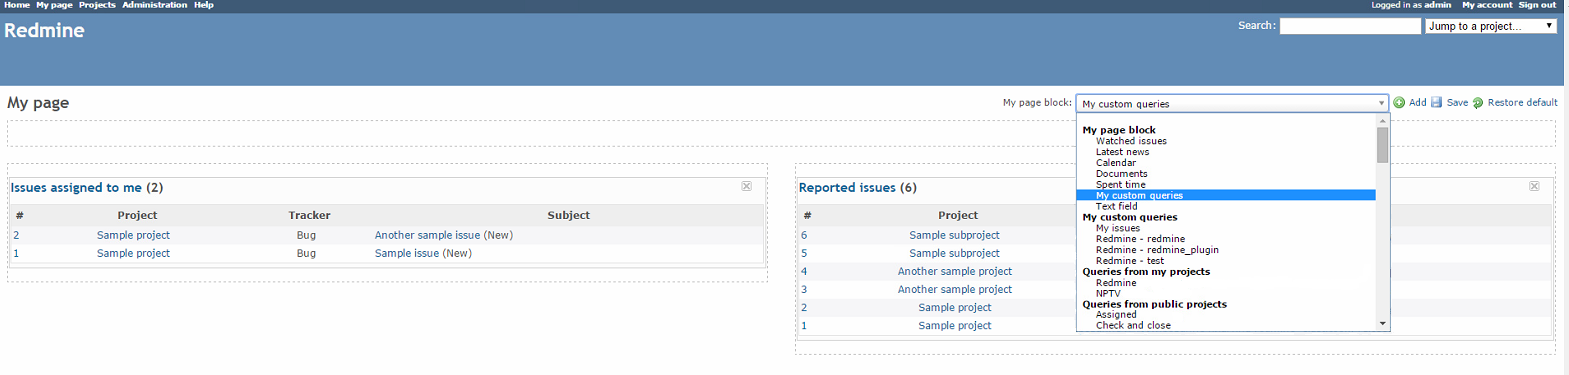 Home My page Projects Administration Help Logged in as admin My account Sign out
Redmine Search: Jump to a project...
My page My page block: My custom queries Add Save Restore default
My page block
Watched issues
Latest news
Calendar
Documents
Spent time
My custom queries
Text field
My custom queries
My issues
Redmine - redmine
Redmine - redmine_plugin
Redmine - test
Queries from my projects
Redmine
NPTV
Queries from public projects
Assigned
Check and close
Issues assigned to me (2)
# Project Tracker Subject
2 Sample project Bug Another sample issue (New)
1 Sample project Bug Sample issue (New)
Reported issues (6)
# Project
6 Sample subproject
5 Sample subproject
4 Another sample project
3 Another sample project
2 Sample project
1 Sample project